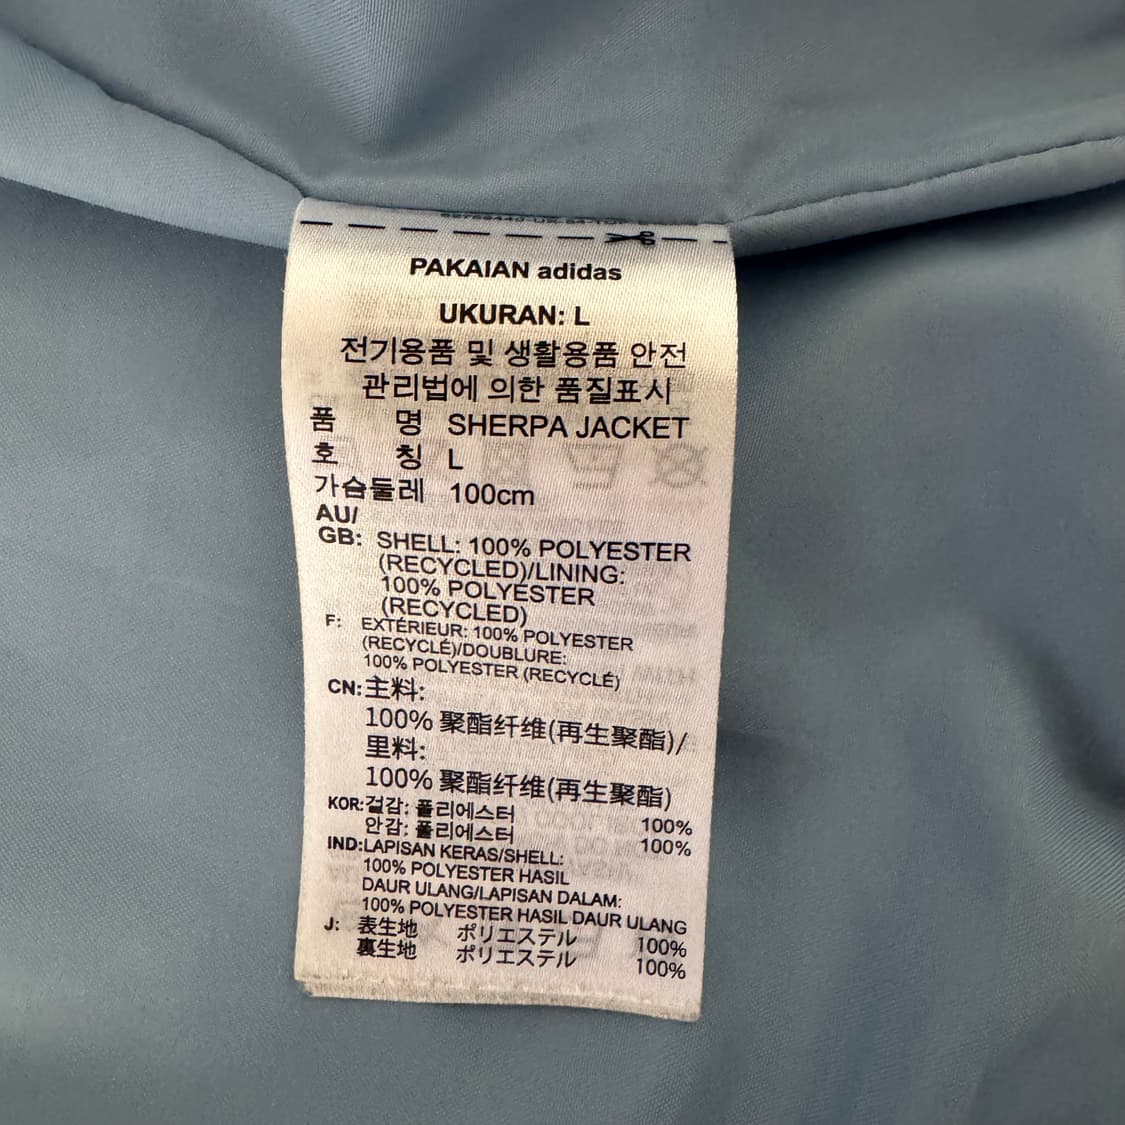 PAKAIAN adidas
UKURAN: L
전기용품 및 생활용품 안전
관리법에 의한 품질표시
품 명 SHERPA JACKET
호 칭 L
가슴둘레 100cm
AU/
GB: SHELL: 100% POLYESTER
(RECYCLED)/LINING:
100% POLYESTER
(RECYCLED)
F: EXTÉRIEUR: 100% POLYESTER
(RECYCLÉ)/DOUBLURE:
100% POLYESTER (RECYCLÉ)
CN: 主料:
100% 聚酯纤维(再生聚酯)/
里料:
100% 聚酯纤维(再生聚酯)
KOR: 겉감: 폴리에스터 100%
안감: 폴리에스터 100%
IND: LAPISAN KERAS/SHELL:
100% POLYESTER HASIL
DAUR ULANG/LAPISAN DALAM:
100% POLYESTER HASIL DAUR ULANG
J: 表生地 ポリエステル 100%
裏生地 ポリエステル 100%